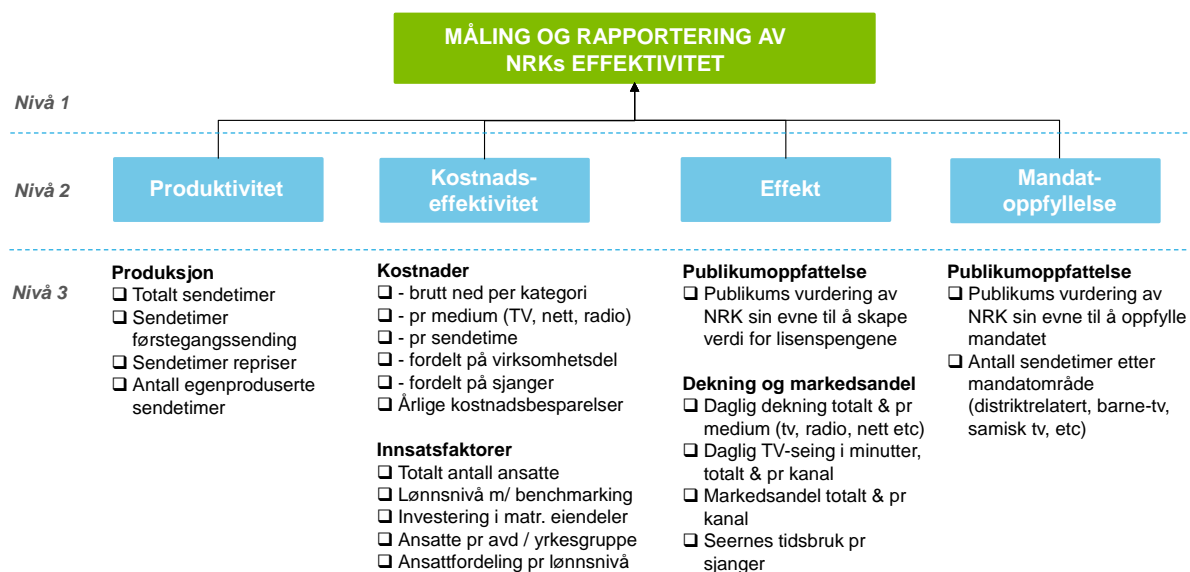 MÅLING OG RAPPORTERING AV
NRKs EFFEKTIVITET
Nivå 1
Nivå 2
Produktivitet
Kostnads-
effektivitet
Effekt
Mandat-
oppfyllelse
Nivå 3
Produksjon
❑ Totalt sendetimer
❑ Sendetimer
førstegangssending
❑ Sendetimer repriser
❑ Antall egenproduserte
sendetimer
Kostnader
❑ - brutt ned per kategori
❑ - pr medium (TV, nett, radio)
❑ - pr sendetime
❑ - fordelt på virksomhetsdel
❑ - fordelt på sjanger
❑ Årlige kostnadsbesparelser
Innsatsfaktorer
❑ Totalt antall ansatte
❑ Lønnsnivå m/ benchmarking
❑ Investering i matr. eiendeler
❑ Ansatte pr avd / yrkesgruppe
❑ Ansattfordeling pr lønnsnivå
Publikumoppfattelse
❑ Publikums vurdering av
NRK sin evne til å skape
verdi for lisenspengene
Dekning og markedsandel
❑ Daglig dekning totalt & pr
medium (tv, radio, nett etc)
❑ Daglig TV-seing i minutter,
totalt & pr kanal
❑ Markedsandel totalt & pr
kanal
❑ Seernes tidsbruk pr
sjanger
Publikumoppfattelse
❑ Publikums vurdering av
NRK sin evne til å oppfylle
mandatet
❑ Antall sendetimer etter
mandatområde
(distriktrelatert, barne-tv,
samisk tv, etc)